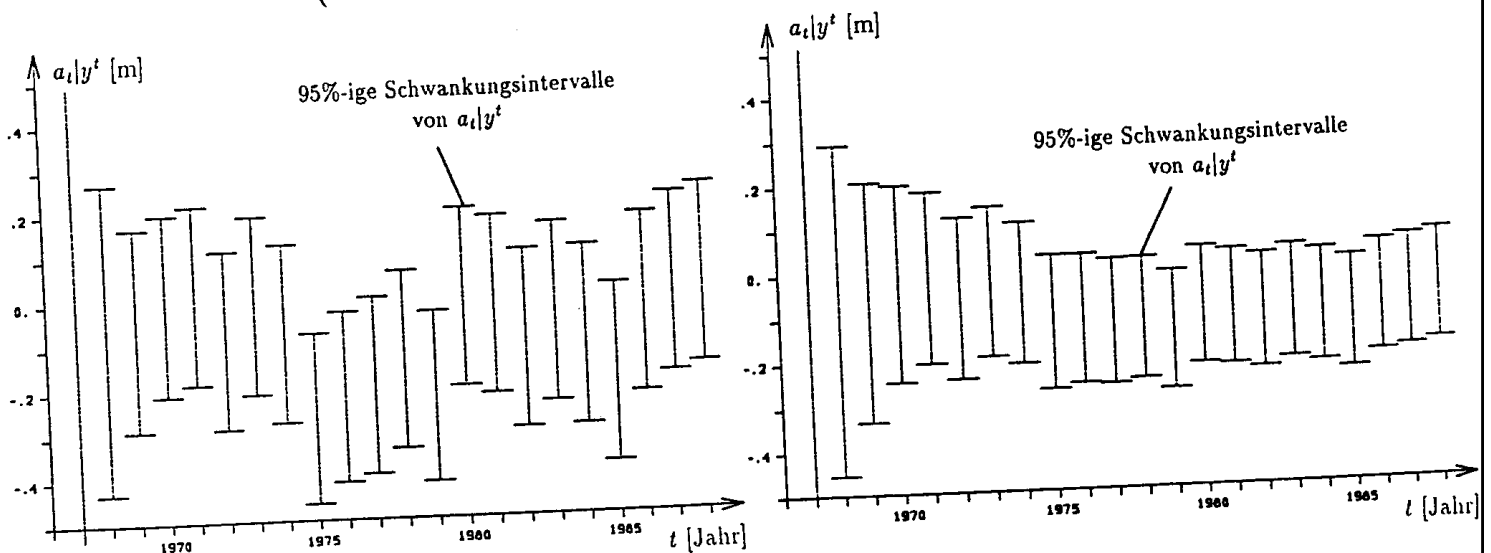 a_t|y^t [m]
95%-ige Schwankungsintervalle
von a_t|y^t
.4
.2
0.
-.2
-.4
1970
1975
1980
1985
t [Jahr]
a_t|y^t [m]
95%-ige Schwankungsintervalle
von a_t|y^t
.4
.2
0.
-.2
-.4
1970
1975
1980
1985
t [Jahr]